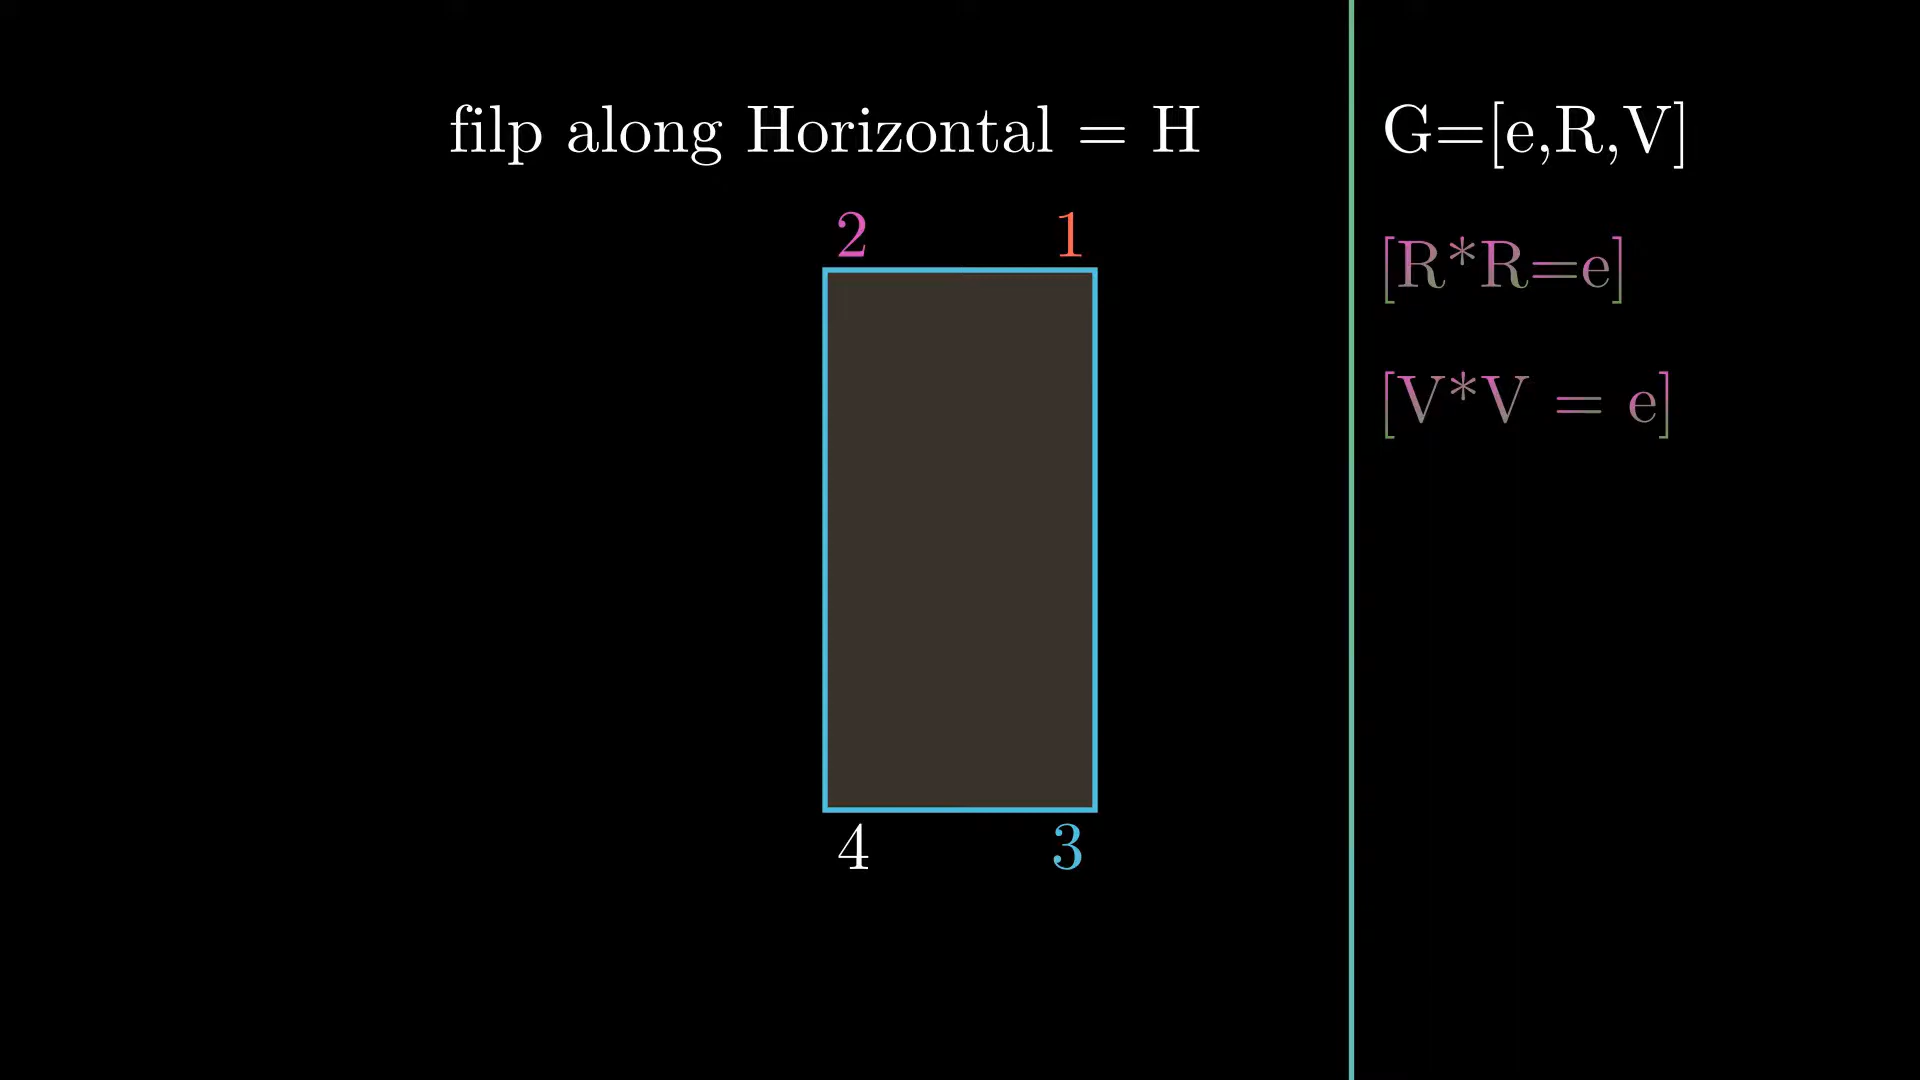 filp along Horizontal = H
G=[e,R,V]
2 1
[R*R=e]
[V*V = e]
4 3